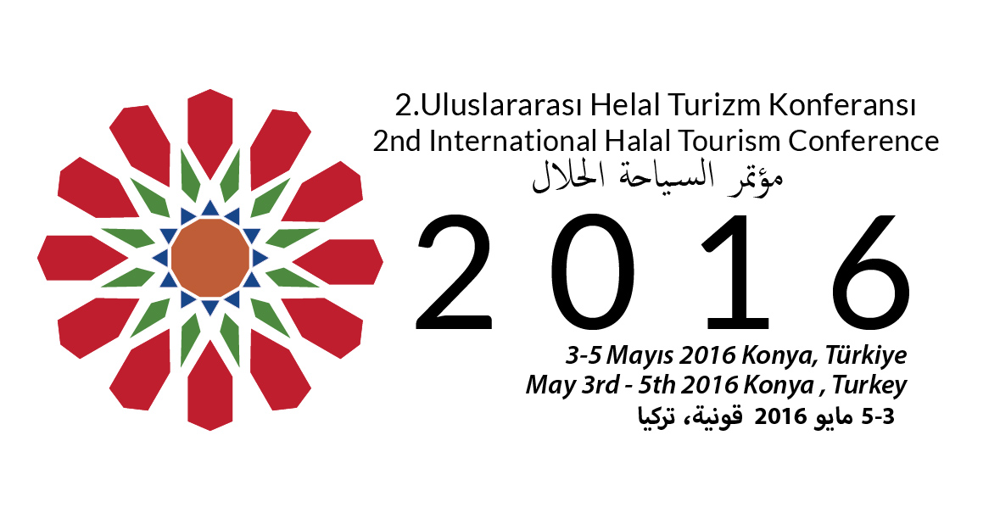 2.Uluslararası Helal Turizm Konferansı
2nd International Halal Tourism Conference
مؤتمر السياحة الحلال
2016
3-5 Mayıs 2016 Konya, Türkiye
May 3rd - 5th 2016 Konya , Turkey
3-5 مايو 2016 قونية، تركيا